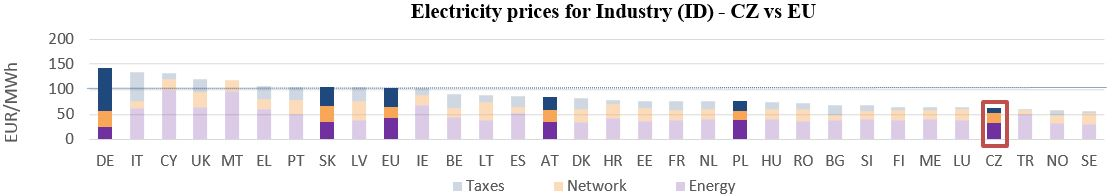 Electricity prices for Industry (ID) - CZ vs EU
EUR/MWh
200
150
100
50
0
DE IT CY UK MT EL PT SK LV EU IE BE LT ES AT DK HR EE FR NL PL HU RO BG SI FI ME LU CZ TR NO SE
Taxes Network Energy